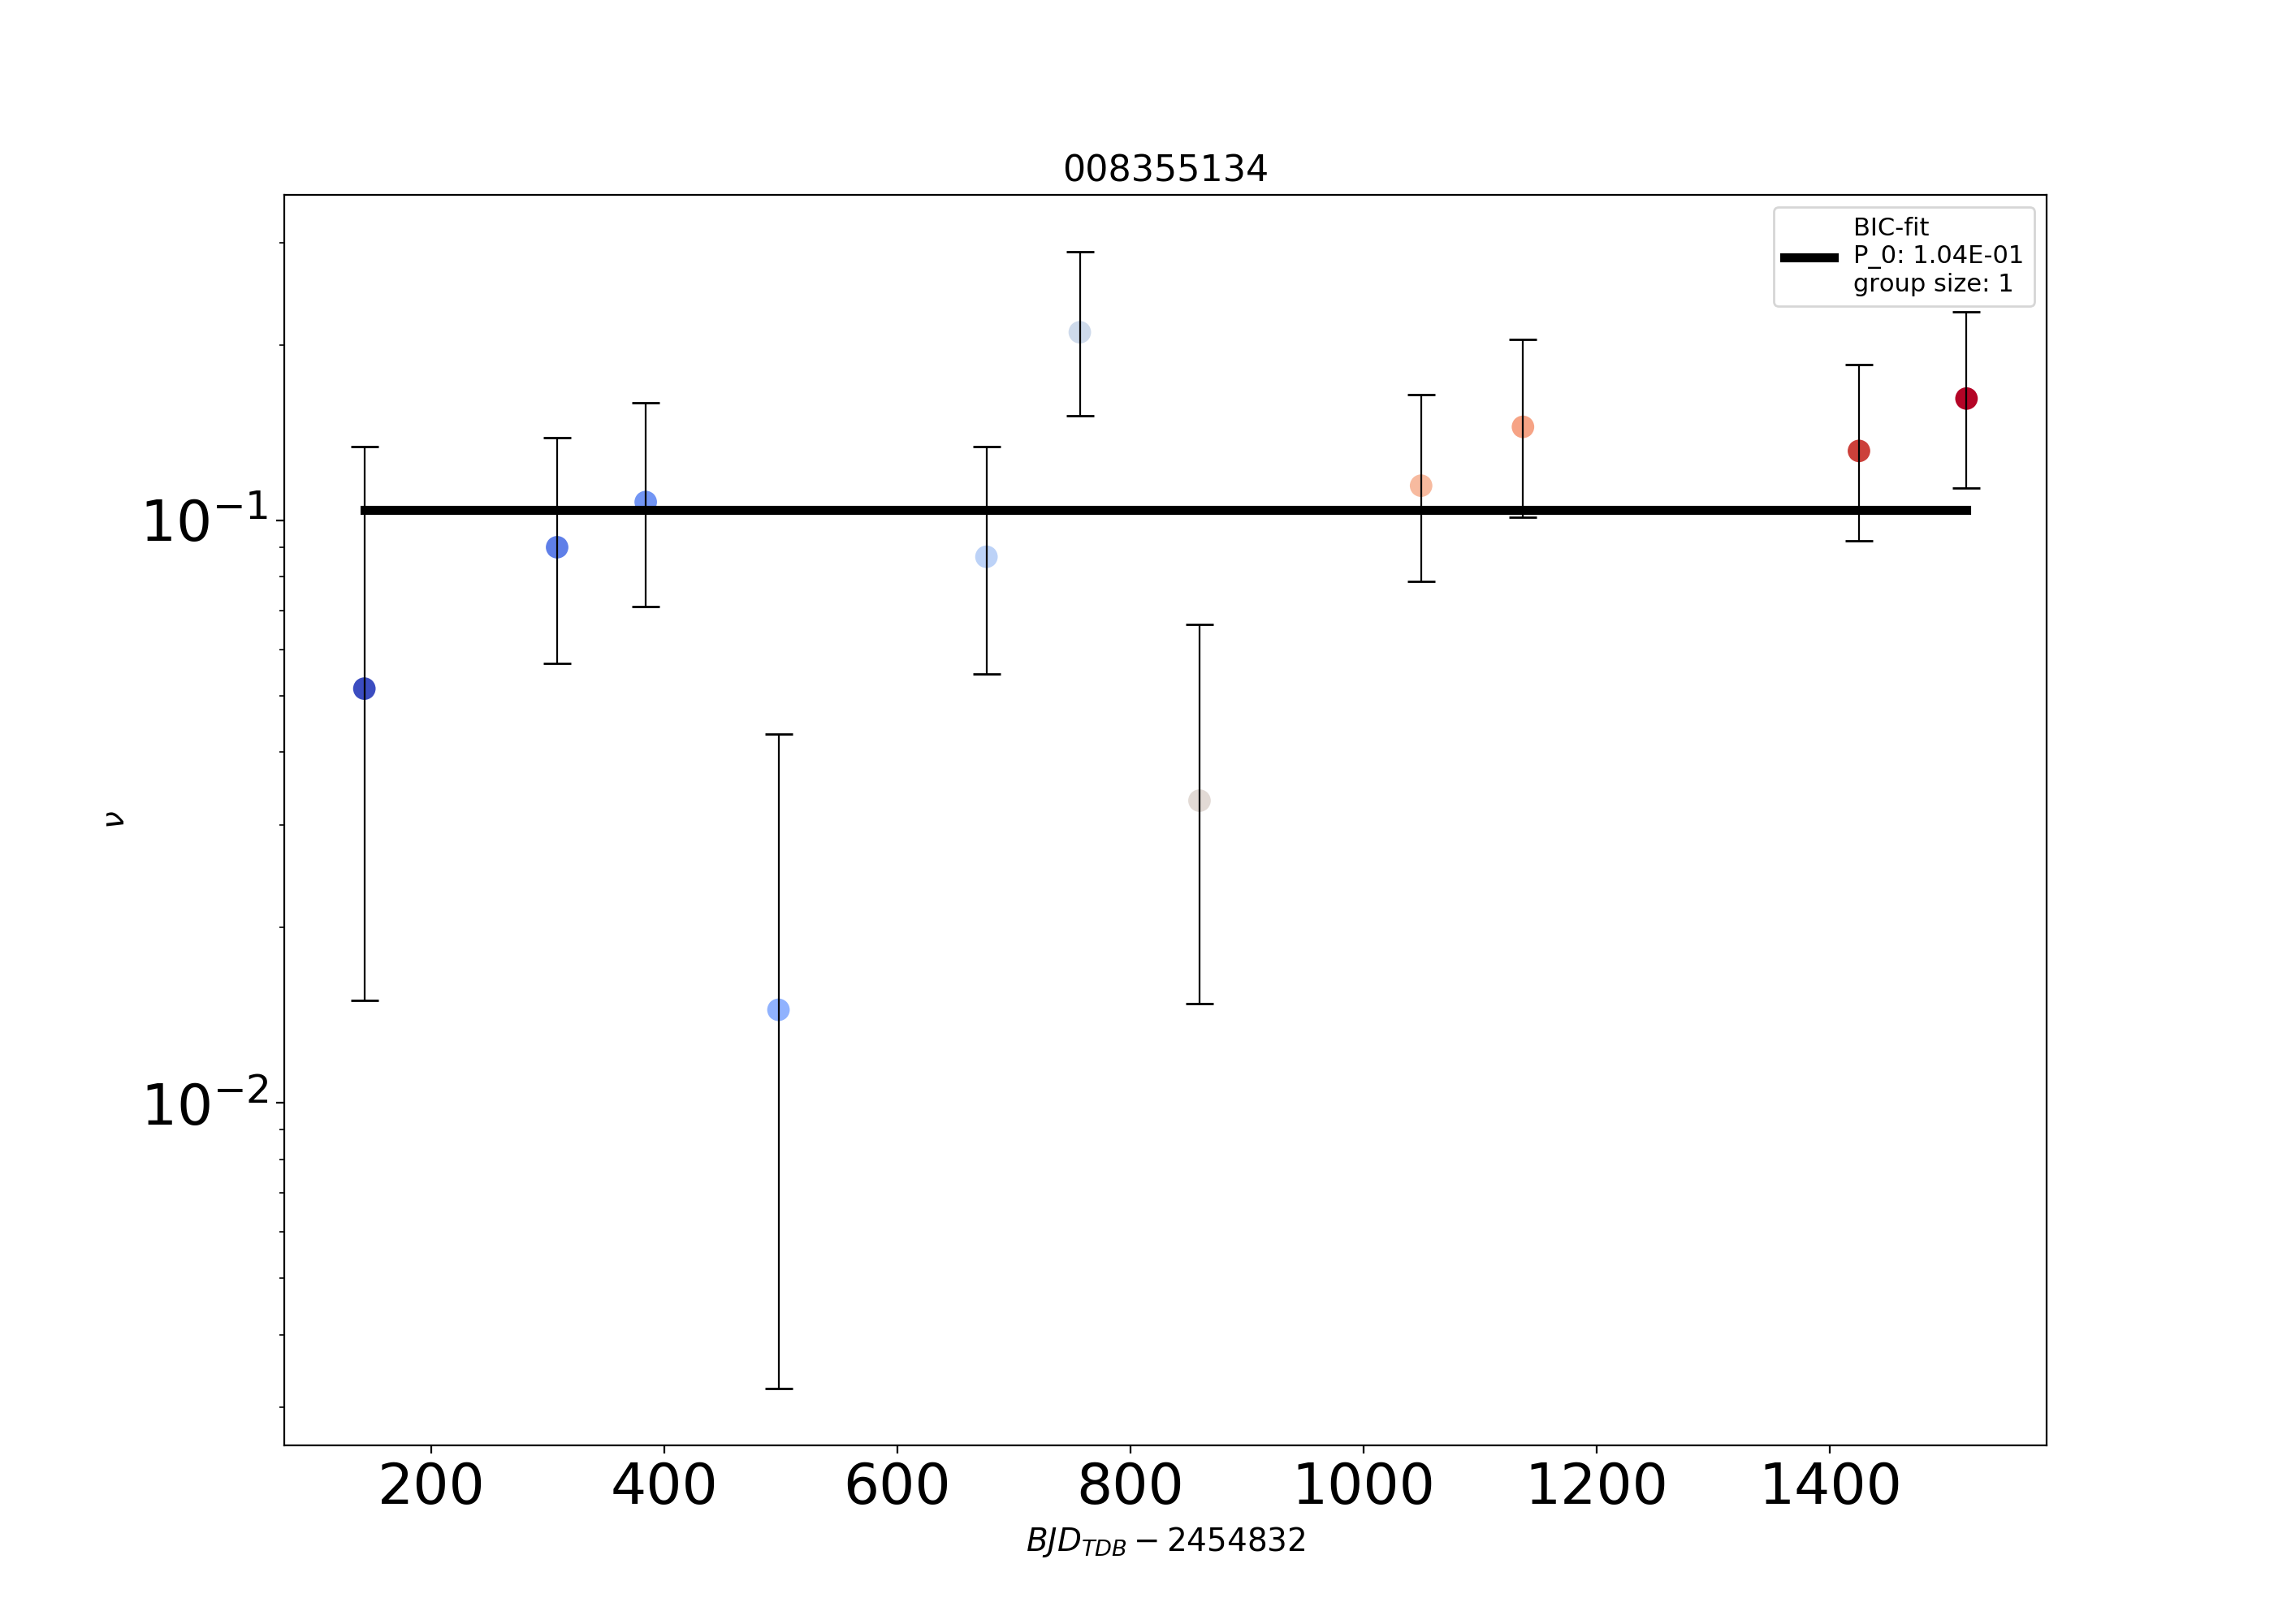 008355134
BIC-fit
P_0: 1.04E-01
group size: 1
10⁻¹
10⁻²
ν
200 400 600 800 1000 1200 1400
BJD_TDB − 2454832